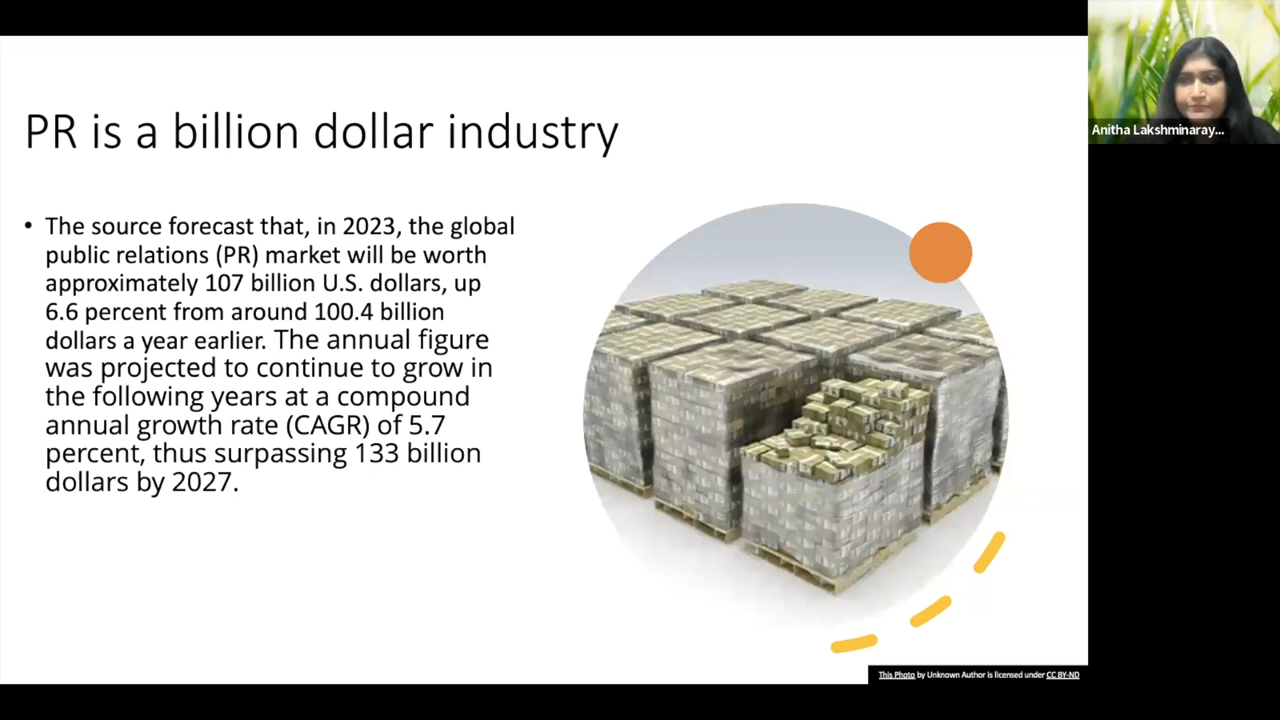 PR is a billion dollar industry
• The source forecast that, in 2023, the global
public relations (PR) market will be worth
approximately 107 billion U.S. dollars, up
6.6 percent from around 100.4 billion
dollars a year earlier. The annual figure
was projected to continue to grow in
the following years at a compound
annual growth rate (CAGR) of 5.7
percent, thus surpassing 133 billion
dollars by 2027.
Anitha Lakshminaray...
This Photo by Unknown Author is licensed under CC BY-ND